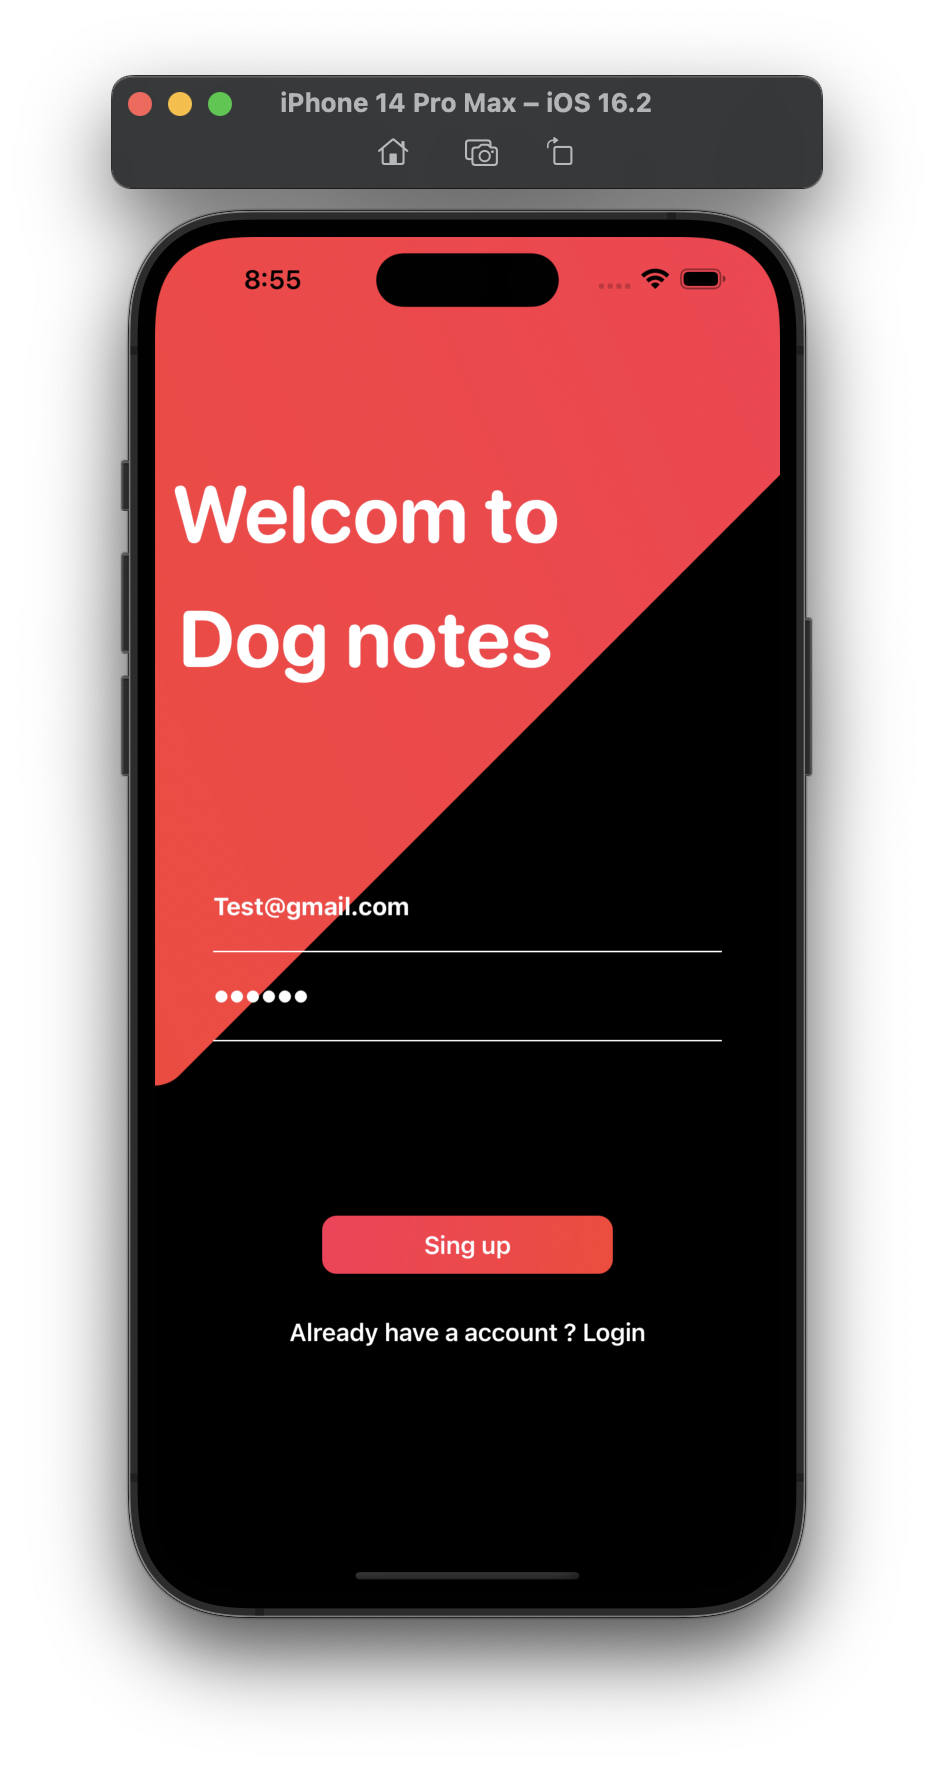 iPhone 14 Pro Max – iOS 16.2
8:55
Welcom to
Dog notes
Test@gmail.com
••••••
Sing up
Already have a account ? Login